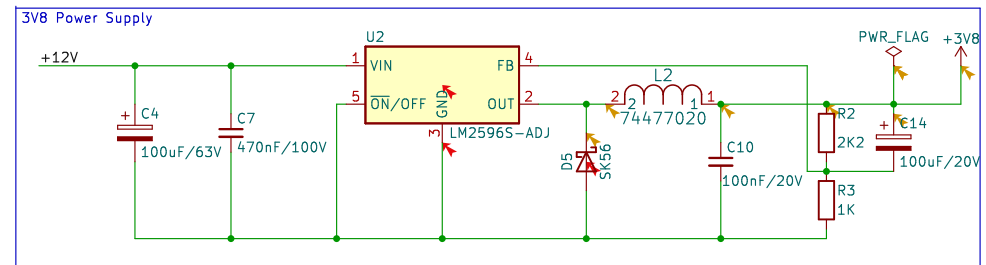 3V8 Power Supply
+12V
U2
PWR_FLAG
+3V8
1
VIN
FB
4
L2
5
ON/OFF
GND
OUT
2
2
2
1
1
74477020
+
C4
100uF/63V
C7
470nF/100V
3
LM2596S-ADJ
D5
SK56
C10
100nF/20V
R2
2K2
+
C14
100uF/20V
R3
1K